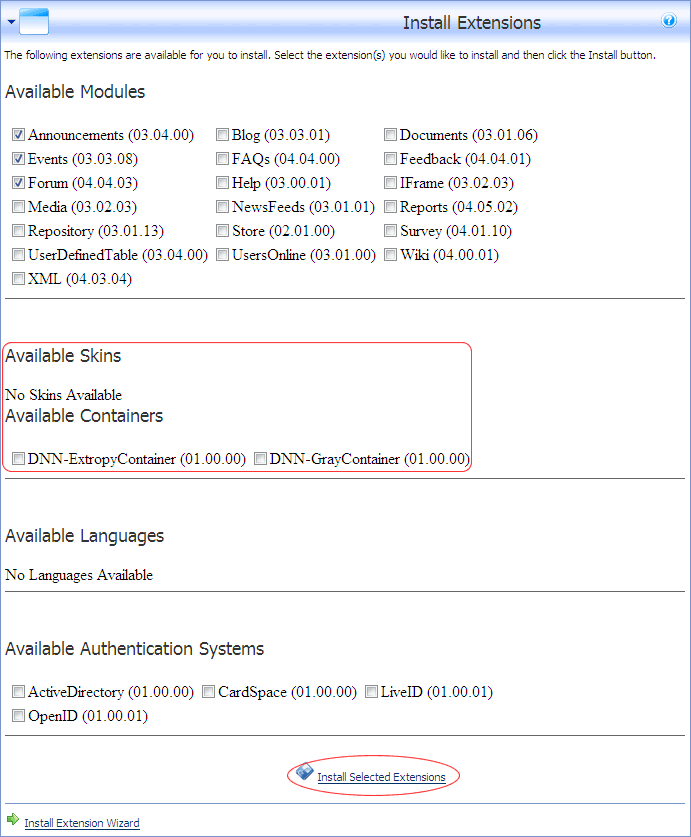 Install Extensions
The following extensions are available for you to install. Select the extension(s) you would like to install and then click the Install button.
Available Modules
Announcements (03.04.00) Blog (03.03.01) Documents (03.01.06)
Events (03.03.08) FAQs (04.04.00) Feedback (04.04.01)
Forum (04.04.03) Help (03.00.01) IFrame (03.02.03)
Media (03.02.03) NewsFeeds (03.01.01) Reports (04.05.02)
Repository (03.01.13) Store (02.01.00) Survey (04.01.10)
UserDefinedTable (03.04.00) UsersOnline (03.01.00) Wiki (04.00.01)
XML (04.03.04)
Available Skins
No Skins Available
Available Containers
DNN-ExtropyContainer (01.00.00) DNN-GrayContainer (01.00.00)
Available Languages
No Languages Available
Available Authentication Systems
ActiveDirectory (01.00.00) CardSpace (01.00.00) LiveID (01.00.01)
OpenID (01.00.01)
Install Selected Extensions
Install Extension Wizard